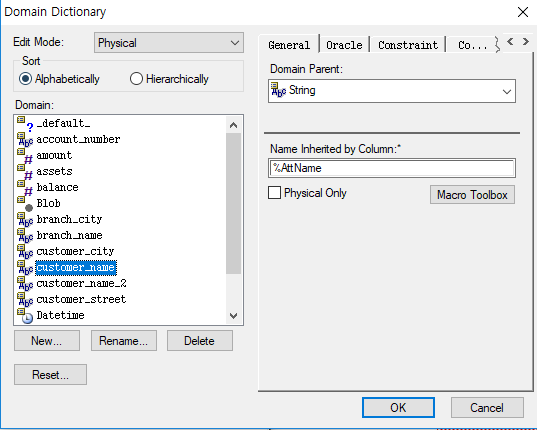 Domain Dictionary
Edit Mode: Physical
Sort
Alphabetically Hierarchically
Domain:
_default_
account_number
amount
assets
balance
Blob
branch_city
branch_name
customer_city
customer_name
customer_name_2
customer_street
Datetime
New... Rename... Delete
Reset...
General Oracle Constraint Co...
Domain Parent:
String
Name Inherited by Column:*
%AttName
Physical Only Macro Toolbox
OK Cancel